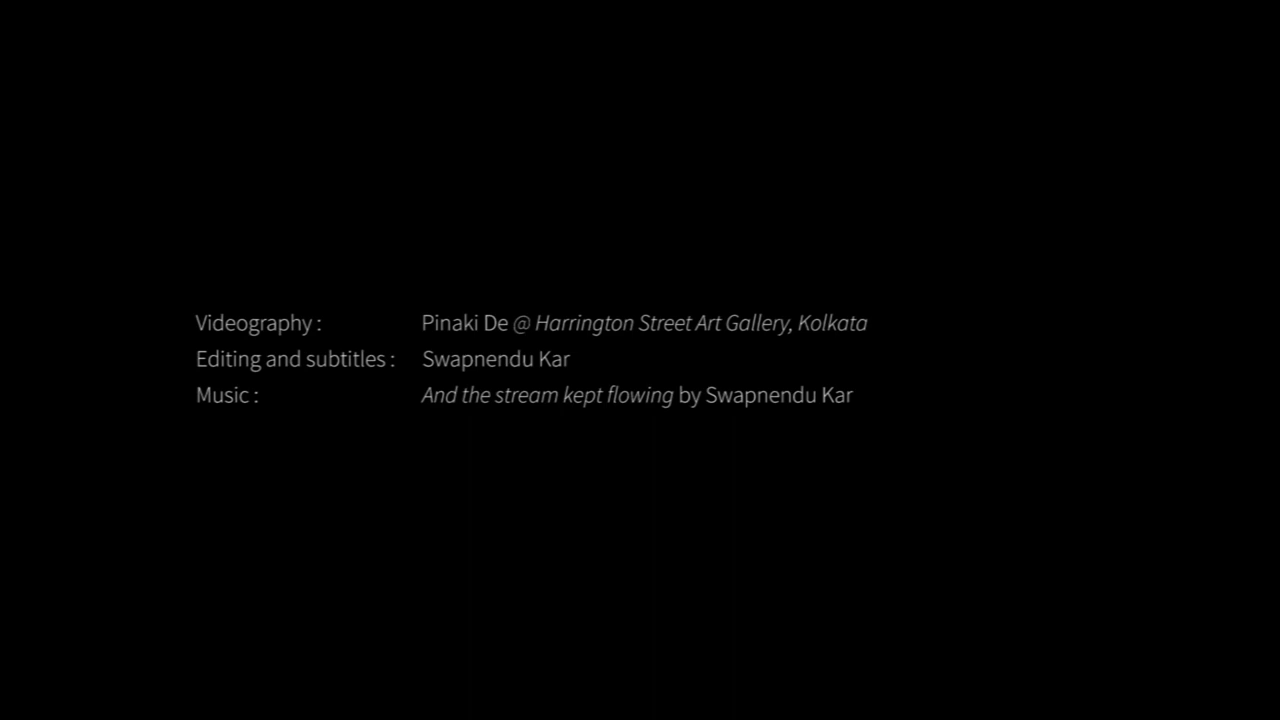 Videography : Pinaki De @ Harrington Street Art Gallery, Kolkata
Editing and subtitles : Swapnendu Kar
Music : And the stream kept flowing by Swapnendu Kar